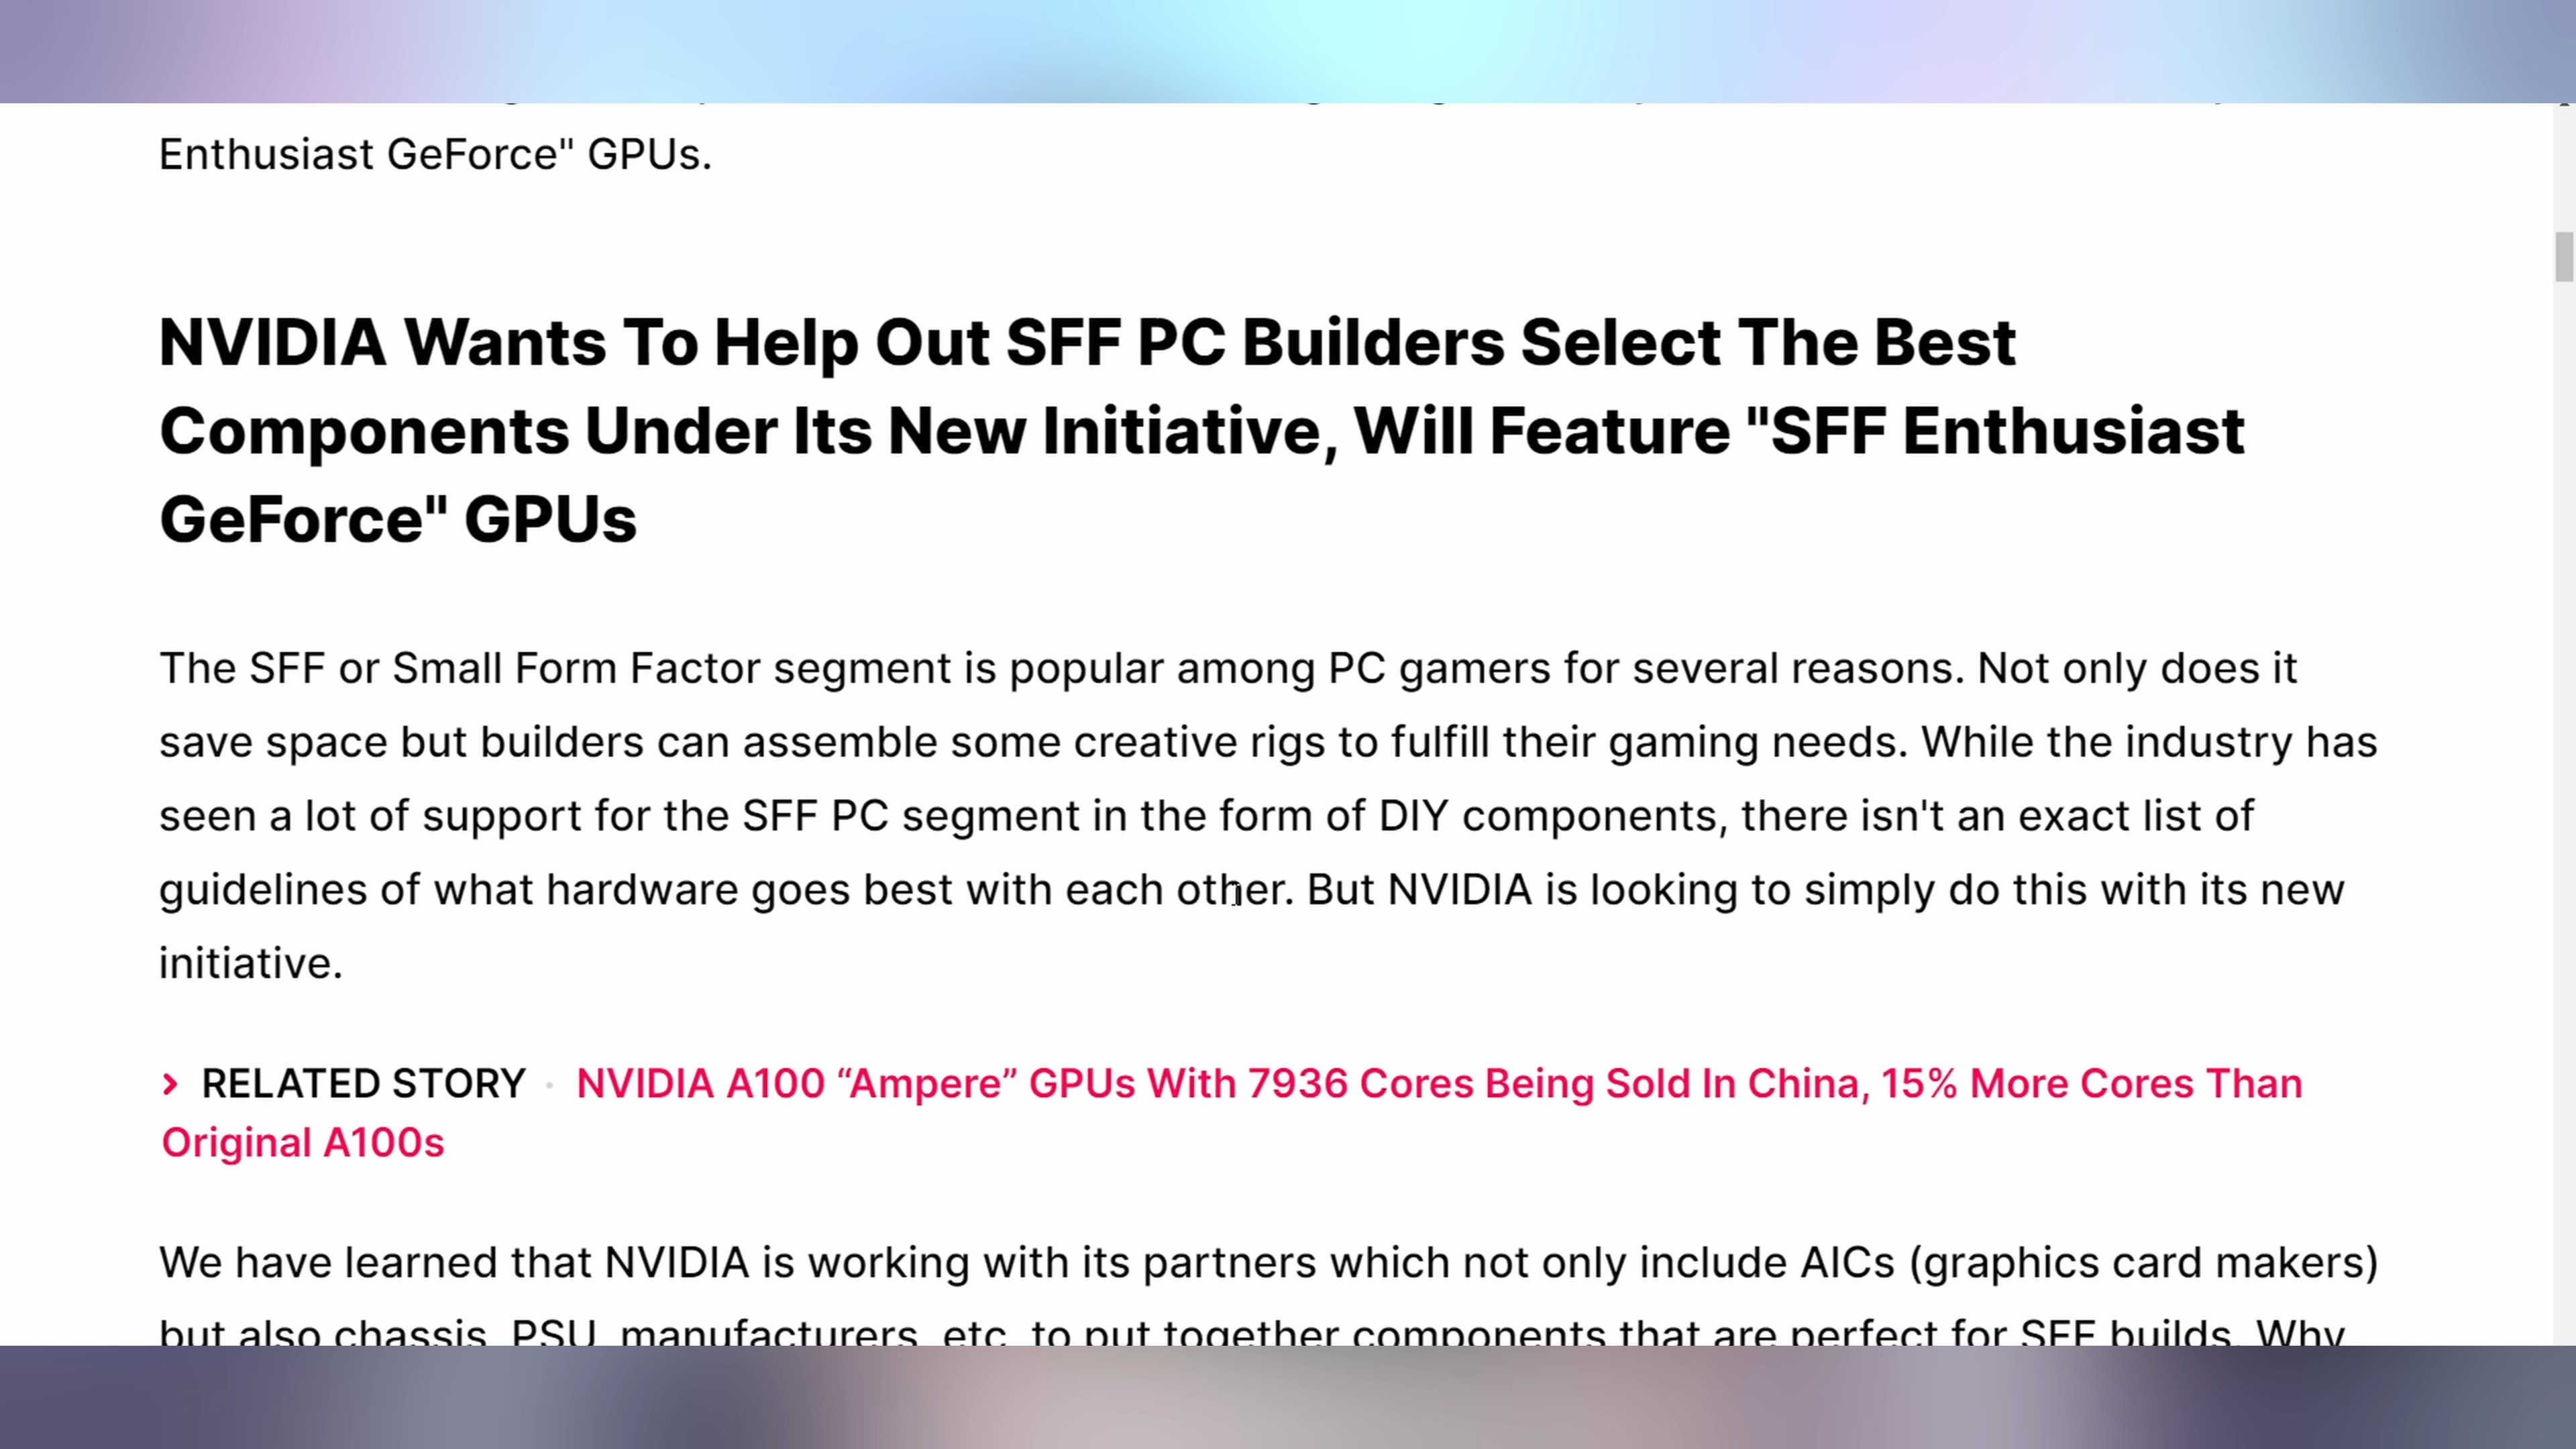 Enthusiast GeForce" GPUs.
NVIDIA Wants To Help Out SFF PC Builders Select The Best
Components Under Its New Initiative, Will Feature "SFF Enthusiast
GeForce" GPUs
The SFF or Small Form Factor segment is popular among PC gamers for several reasons. Not only does it
save space but builders can assemble some creative rigs to fulfill their gaming needs. While the industry has
seen a lot of support for the SFF PC segment in the form of DIY components, there isn't an exact list of
guidelines of what hardware goes best with each other. But NVIDIA is looking to simply do this with its new
initiative.
› RELATED STORY · NVIDIA A100 “Ampere” GPUs With 7936 Cores Being Sold In China, 15% More Cores Than
Original A100s
We have learned that NVIDIA is working with its partners which not only include AICs (graphics card makers)
but also chassis, PSU, manufacturers, etc, to put together components that are perfect for SFF builds. Why